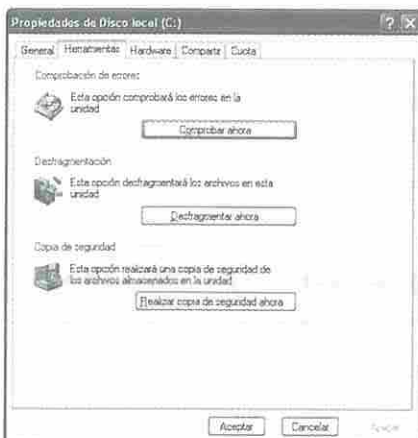 Propiedades de Disco local (C:)
General Herramientas Hardware Compartir Cuota
Comprobación de errores
Esta opción comprobará los errores en la
unidad
Comprobar ahora
Desfragmentación
Esta opción desfragmentará los archivos en esta
unidad
Desfragmentar ahora
Copia de seguridad
Esta opción realizará una copia de seguridad de
los archivos almacenados en la unidad
Realizar copia de seguridad ahora
Aceptar Cancelar Aplicar